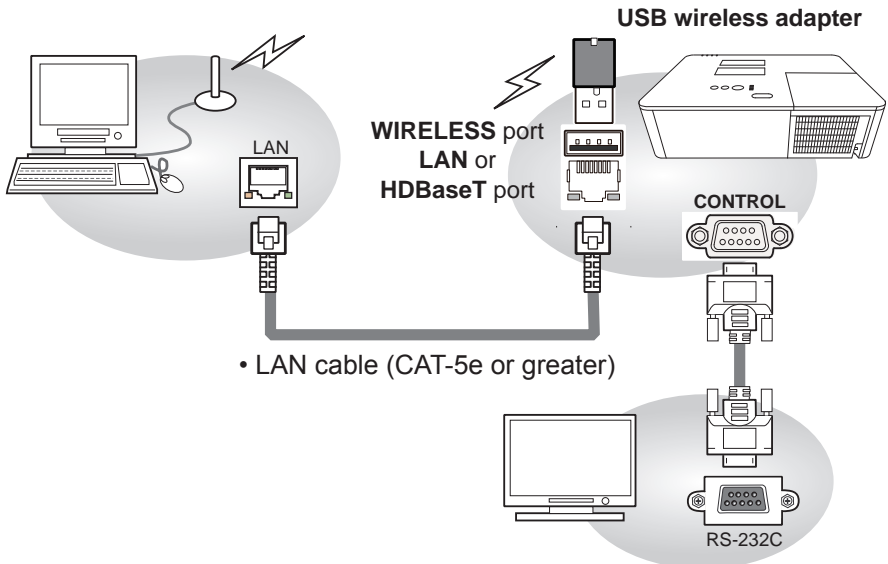 USB wireless adapter
LAN
WIRELESS port
LAN or
HDBaseT port
CONTROL
• LAN cable (CAT-5e or greater)
RS-232C